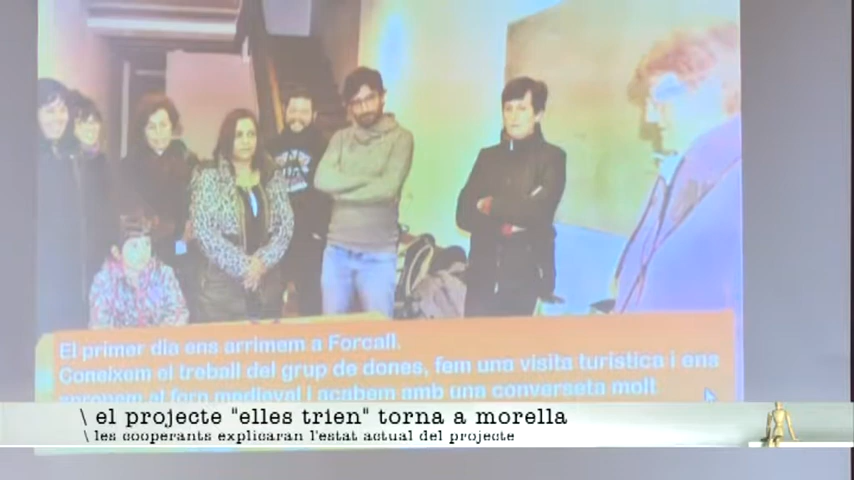 El primer dia ens arrimem a Forcall.
Coneixem el treball del grup de dones, fem una visita turística i ens
al forn medieval i acabem amb una converseta molt
\ el projecte "elles trien" torna a morella
\ les cooperants explicaran l'estat actual del projecte